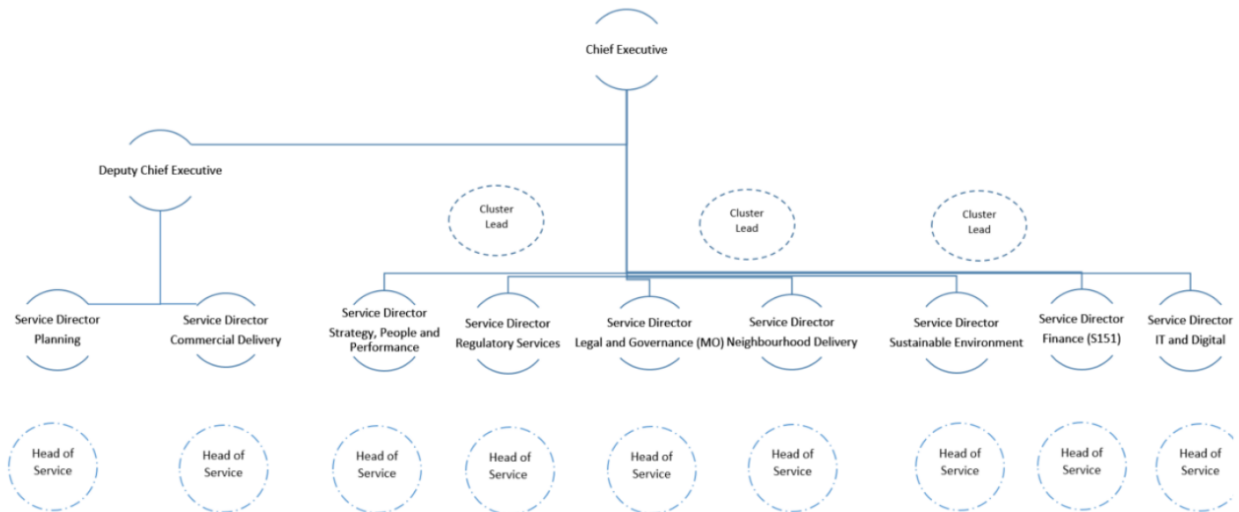 Chief Executive
Deputy Chief Executive
Cluster
Lead
Cluster
Lead
Cluster
Lead
Service Director
Planning
Service Director
Commercial Delivery
Service Director
Strategy, People and
Performance
Service Director
Regulatory Services
Service Director
Legal and Governance (MO)
Service Director
Neighbourhood Delivery
Service Director
Sustainable Environment
Service Director
Finance (S151)
Service Director
IT and Digital
Head of
Service
Head of
Service
Head of
Service
Head of
Service
Head of
Service
Head of
Service
Head of
Service
Head of
Service
Head of
Service